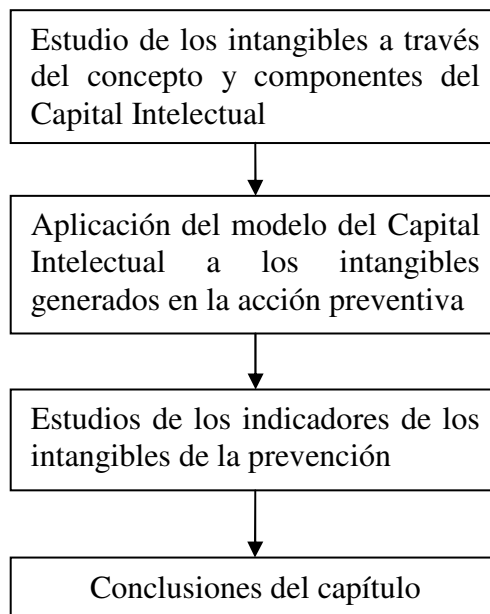 Estudio de los intangibles a través
del concepto y componentes del
Capital Intelectual
Aplicación del modelo del Capital
Intelectual a los intangibles
generados en la acción preventiva
Estudios de los indicadores de los
intangibles de la prevención
Conclusiones del capítulo